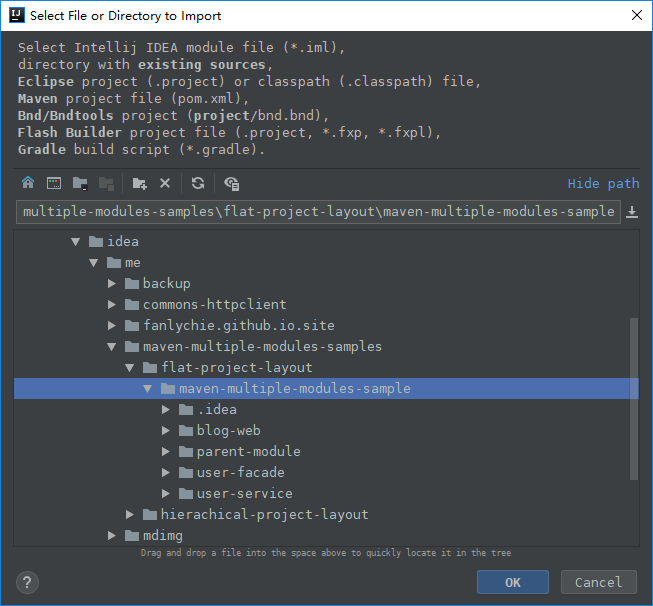 Select File or Directory to Import
Select Intellij IDEA module file (*.iml),
directory with existing sources,
Eclipse project (.project) or classpath (.classpath) file,
Maven project file (pom.xml),
Bnd/Bndtools project (project/bnd.bnd),
Flash Builder project file (.project, *.fxp, *.fxpl),
Gradle build script (*.gradle).
Hide path
multiple-modules-samples\flat-project-layout\maven-multiple-modules-sample
idea
me
backup
commons-httpclient
fanlychie.github.io.site
maven-multiple-modules-samples
flat-project-layout
maven-multiple-modules-sample
.idea
blog-web
parent-module
user-facade
user-service
hierachical-project-layout
mdimg
Drag and drop a file into the space above to quickly locate it in the tree
?
OK
Cancel